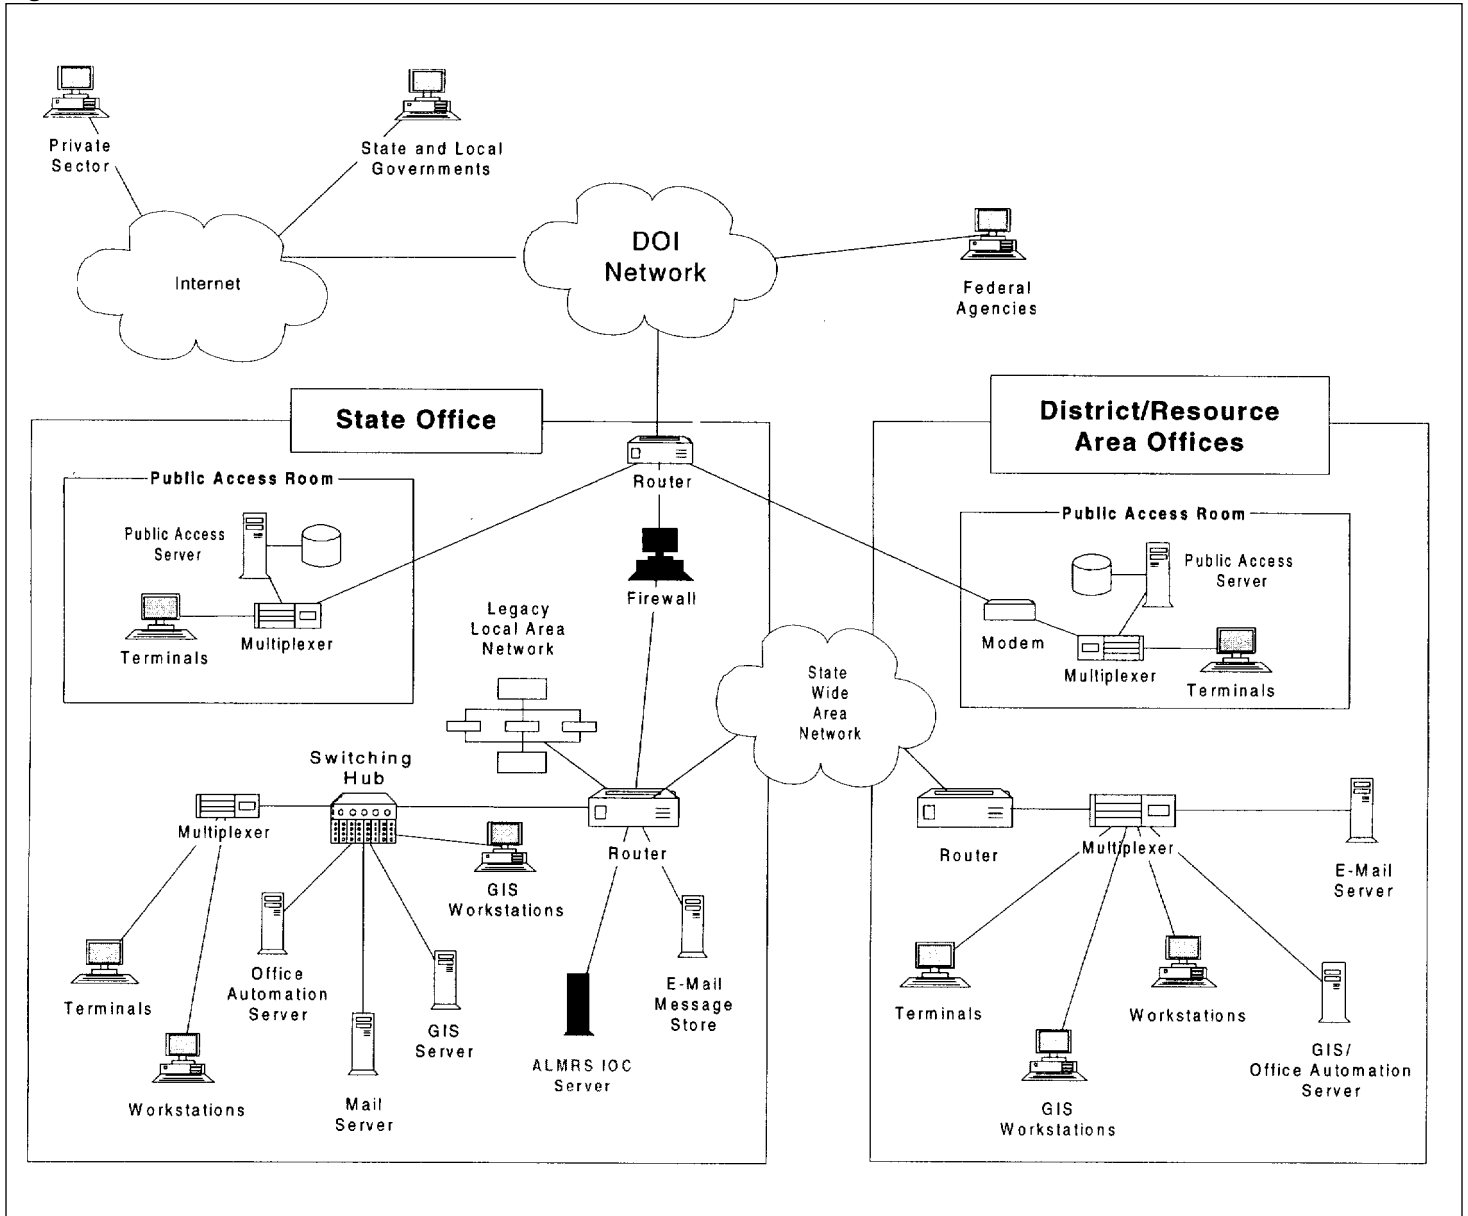 Private
Sector
State and Local
Governments
DOI
Network
Internet
Federal
Agencies
State Office
District/Resource
Area Offices
Router
Public Access Room
Public Access
Server
Terminals
Multiplexer
Firewall
Legacy
Local Area
Network
Public Access Room
Public Access
Server
Modem
Multiplexer
Terminals
State
Wide
Area
Network
Switching
Hub
Multiplexer
Router
GIS
Workstations
Terminals
Office
Automation
Server
GIS
Server
E-Mail
Message
Store
ALMRS IOC
Server
Workstations
Mail
Server
Router
Multiplexer
E-Mail
Server
Terminals
Workstations
GIS/
Office Automation
Server
GIS
Workstations